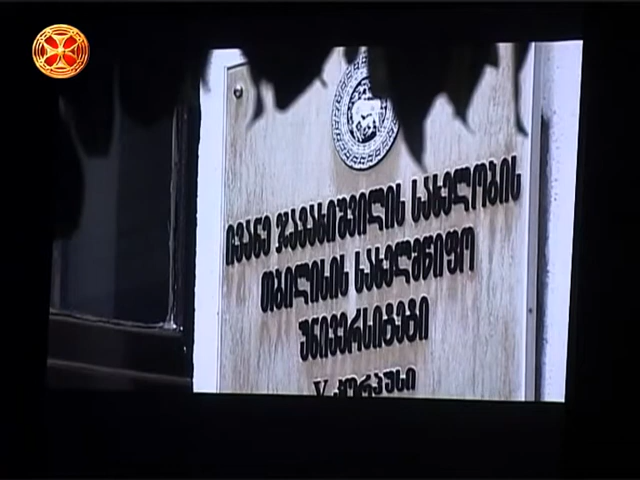 ივანე ჯავახიშვილის სახელობის
თბილისის სახელმწიფო
უნივერსიტეტი
V კორპუსი